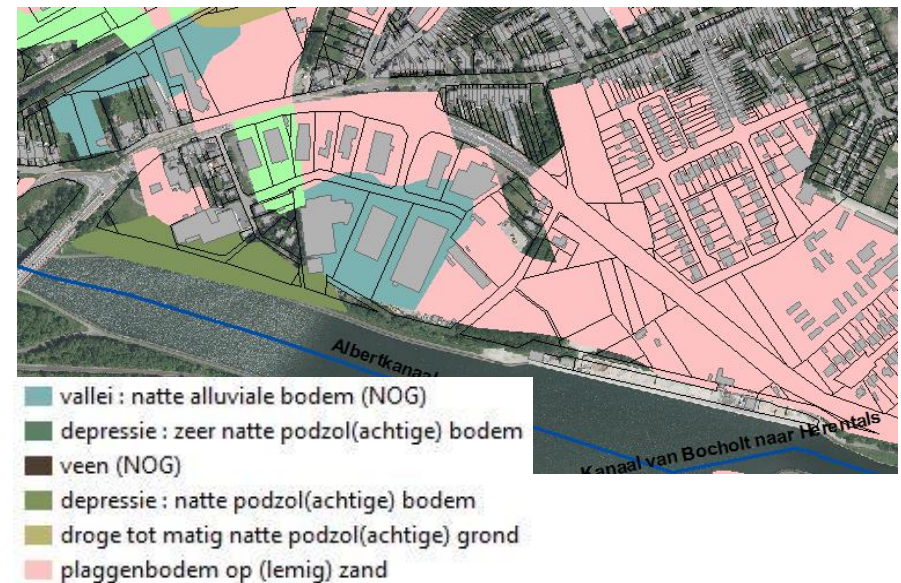 Albertkanaal
Kanaal van Bocholt naar Herentals
vallei : natte alluviale bodem (NOG)
depressie : zeer natte podzol(achtige) bodem
veen (NOG)
depressie : natte podzol(achtige) bodem
droge tot matig natte podzol(achtige) grond
plaggenbodem op (lemig) zand